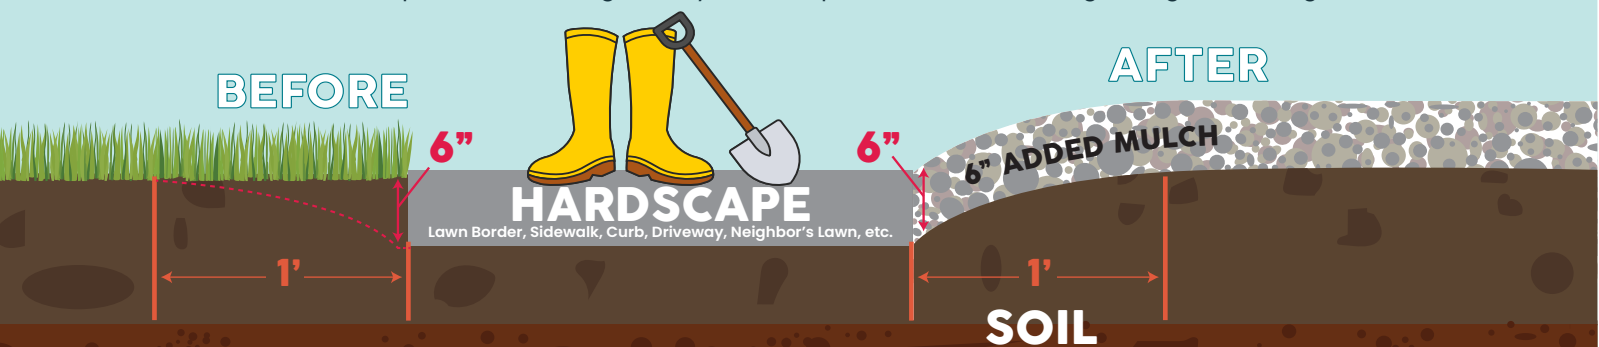 BEFORE
AFTER
6”
6”
6” ADDED MULCH
HARDSCAPE
Lawn Border, Sidewalk, Curb, Driveway, Neighbor’s Lawn, etc.
1’
1’
SOIL